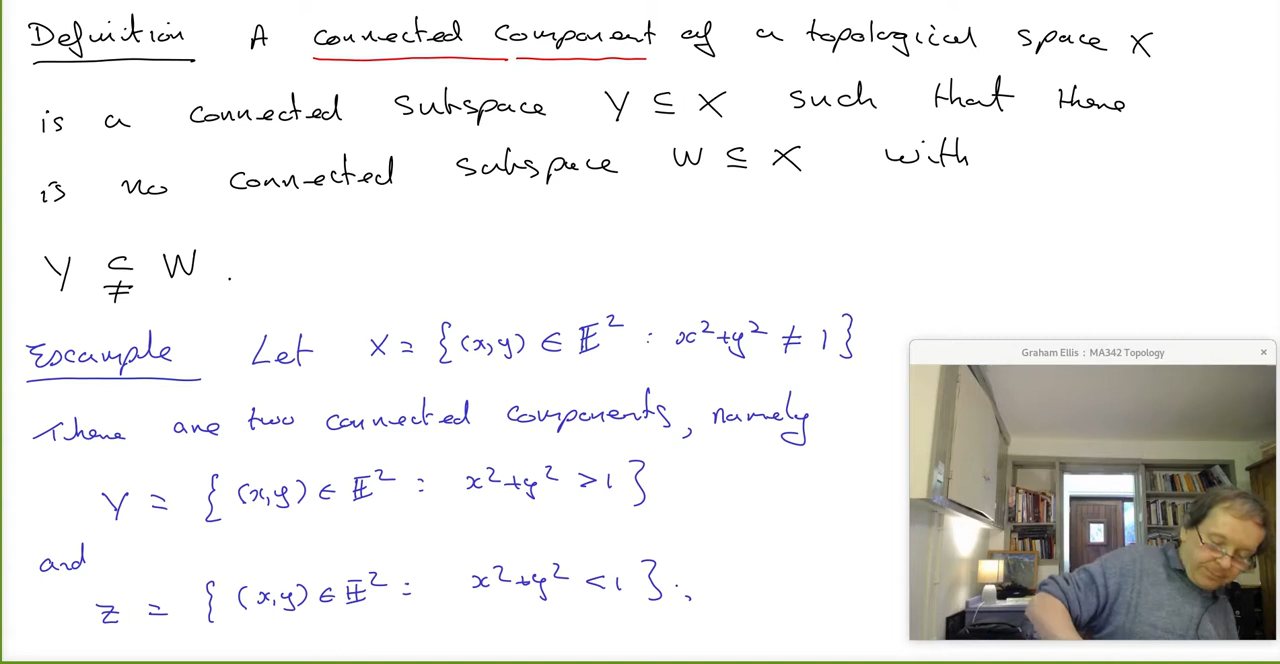 Definition A connected component of a topological space X
is a connected subspace Y ⊆ X such that there
is no connected subspace W ⊆ X with
Y ⊊ W .
Example Let X = {(x,y) ∈ 𝔼² : x²+y² ≠ 1}
There are two connected components, namely
Y = {(x,y) ∈ 𝔼² : x²+y² > 1}
and
Z = {(x,y) ∈ 𝔼² : x²+y² < 1}.
Graham Ellis : MA342 Topology ×